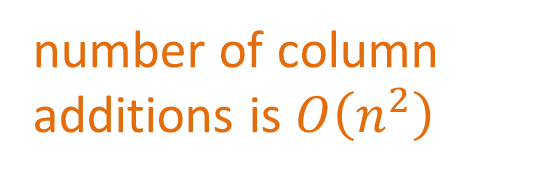 number of column
additions is 𝑂(𝑛²)